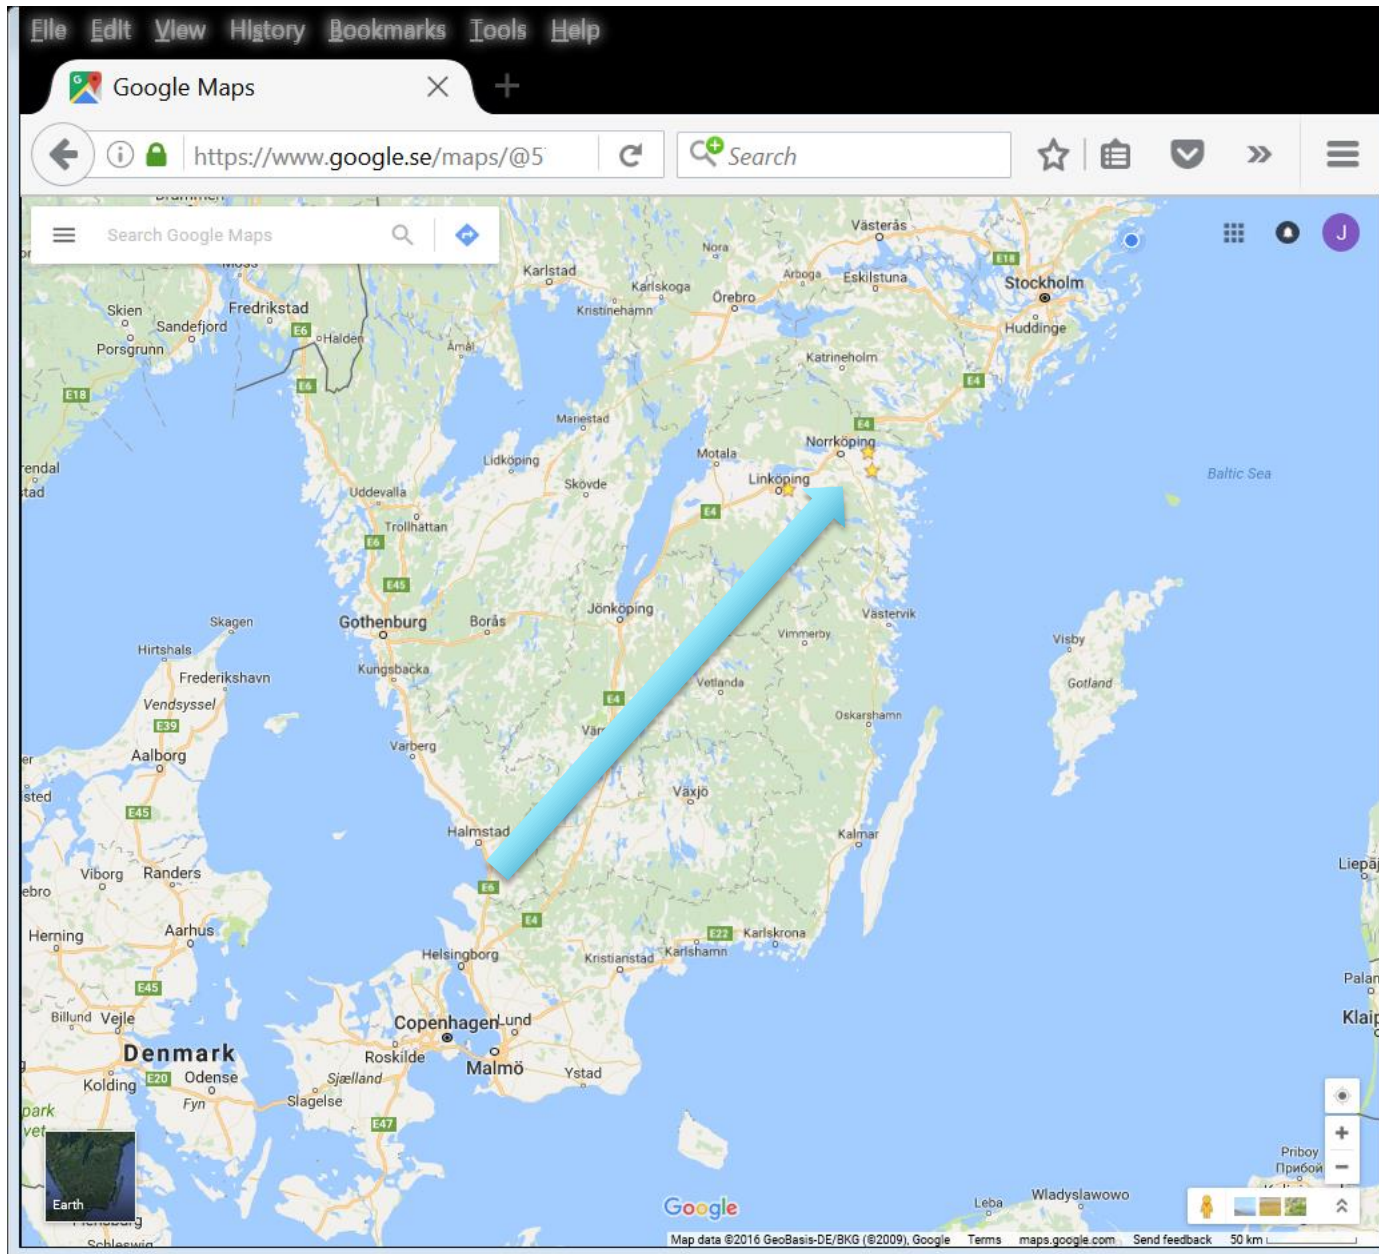 File Edit View History Bookmarks Tools Help
Google Maps
https://www.google.se/maps/@5
Search
Search Google Maps
Västerås
Nora
Karlstad
Karlskoga
Arboga
Eskilstuna
E18
Stockholm
Örebro
Kristinehamn
Skien
Fredrikstad
Sandefjord
E6
Halden
Huddinge
Porsgrunn
Åmål
Katrineholm
E6
E4
E18
Mariestad
E4
Norrköping
Motala
Lidköping
Linköping
Baltic Sea
Skövde
Uddevalla
E4
Trollhättan
E6
E45
Jönköping
Skagen
Gothenburg
Borås
Västervik
Vimmerby
Visby
Hirtshals
Kungsbacka
Frederikshavn
Vetlanda
Gotland
Vendsyssel
E4
E39
Oskarshamn
Varberg
Aalborg
Växjö
E45
Halmstad
Kalmar
Viborg
Randers
E6
E4
Herning
Aarhus
E22
Karlskrona
Helsingborg
Kristianstad
Karlshamn
E45
Billund
Vejle
Copenhagen
Lund
Denmark
Roskilde
Malmö
Ystad
Kolding
E20
Odense
Sjælland
Fyn
Slagelse
E47
Priboy
Прибой
Earth
Google
Leba
Wladyslawowo
Map data ©2016 GeoBasis-DE/BKG (©2009), Google Terms maps.google.com Send feedback 50 km